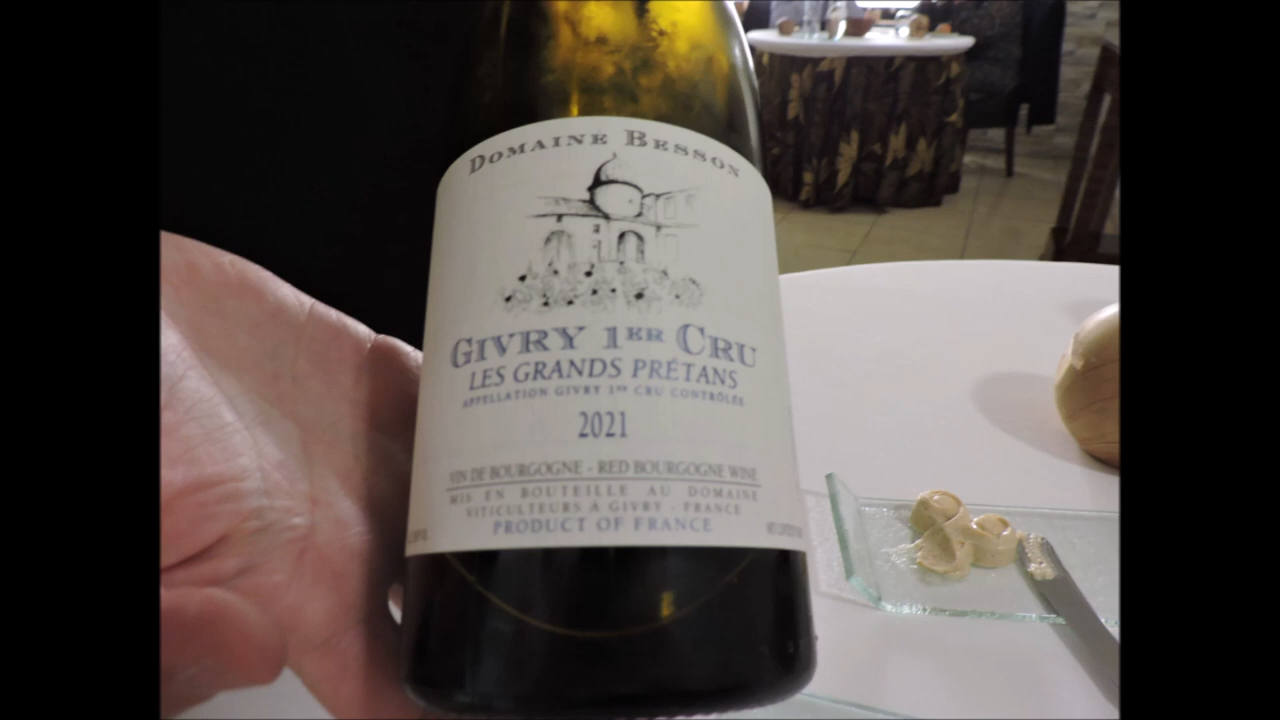 DOMAINE BESSON
GIVRY 1ER CRU
LES GRANDS PRÉTANS
APPELLATION GIVRY 1ER CRU CONTRÔLÉE
2021
VIN DE BOURGOGNE - RED BOURGOGNE WINE
MIS EN BOUTEILLE AU DOMAINE
VITICULTEURS A GIVRY - FRANCE
PRODUCT OF FRANCE